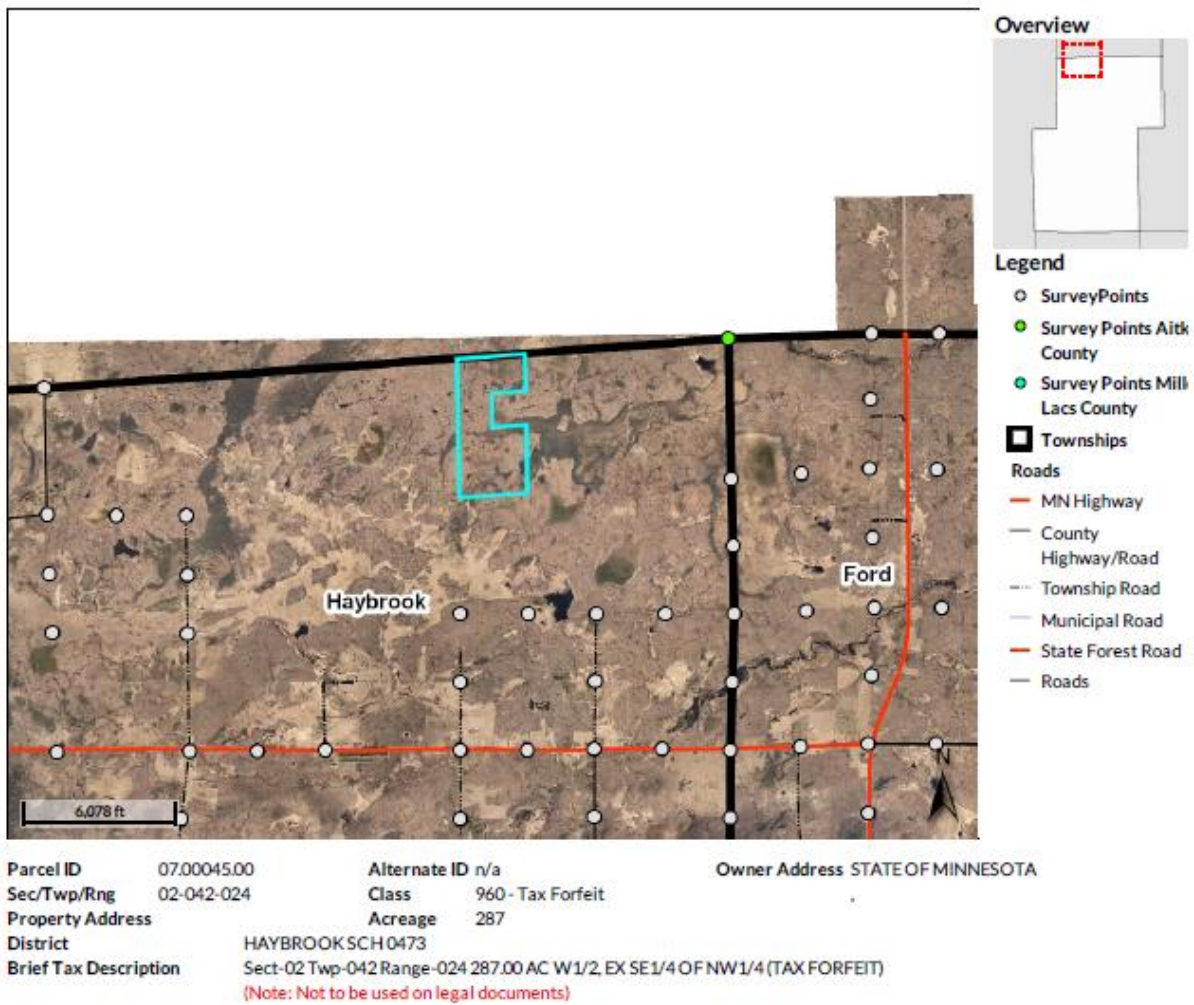 Overview
Legend
SurveyPoints
Survey Points Aitk
County
Survey Points Mill
Lacs County
Townships
Roads
MN Highway
County
Highway/Road
Township Road
Municipal Road
State Forest Road
Roads
Haybrook
Ford
N
6,078 ft
Parcel ID 07.00045.00 Alternate ID n/a Owner Address STATE OF MINNESOTA
Sec/Twp/Rng 02-042-024 Class 960 - Tax Forfeit
Property Address Acreage 287
District HAYBROOK SCH 0473
Brief Tax Description Sect-02 Twp-042 Range-024 287.00 AC W1/2, EX SE1/4 OF NW1/4 (TAX FORFEIT)
(Note: Not to be used on legal documents)